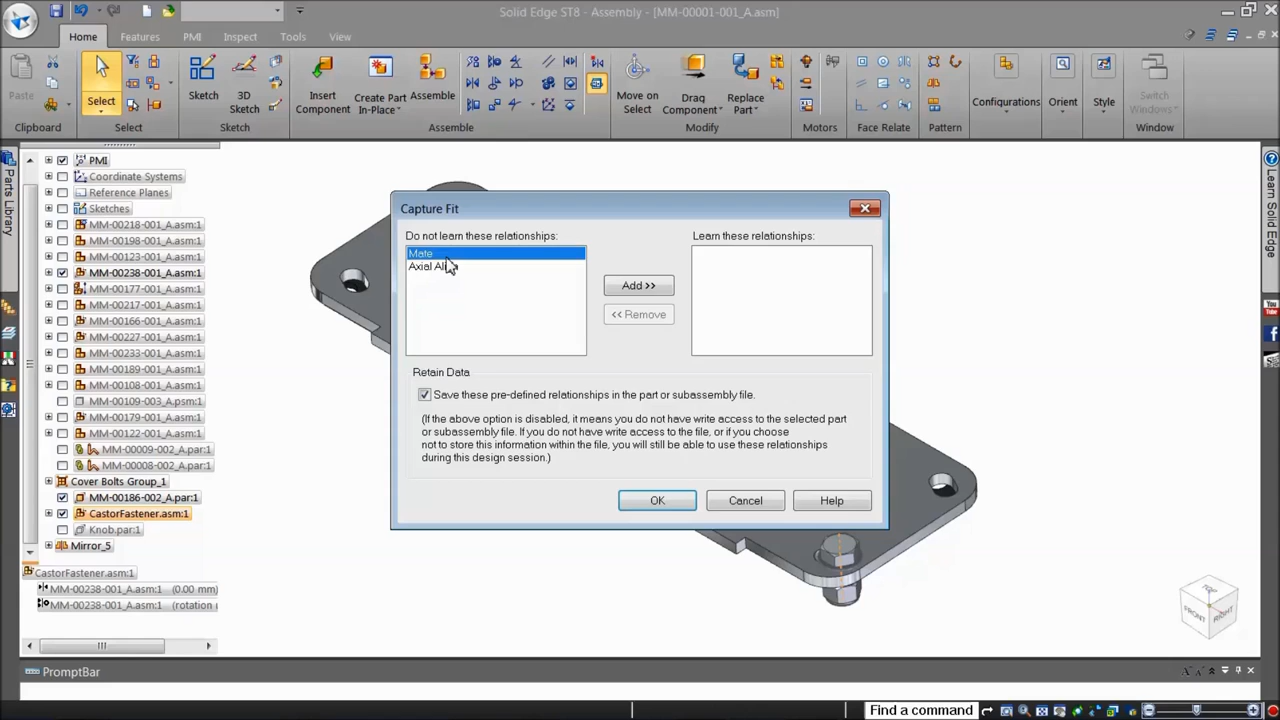 Solid Edge ST8 - Assembly - [MM-00001-001_A.asm]
Home
Features
PMI
Inspect
Tools
View
Paste
Clipboard
Select
Select
Sketch
3D Sketch
Sketch
Insert Component
Create Part In-Place
Assemble
Assemble
Move on Select
Drag Component
Replace Part
Modify
Motors
Face Relate
Pattern
Configurations
Orient
Style
Switch Windows
Window
Parts Library
PMI
Coordinate Systems
Reference Planes
Sketches
MM-00218-001_A.asm:1
MM-00198-001_A.asm:1
MM-00123-001_A.asm:1
MM-00238-001_A.asm:1
MM-00177-001_A.asm:1
MM-00217-001_A.asm:1
MM-00166-001_A.asm:1
MM-00227-001_A.asm:1
MM-00233-001_A.asm:1
MM-00189-001_A.asm:1
MM-00108-001_A.asm:1
MM-00109-003_A.psm:1
MM-00179-001_A.asm:1
MM-00122-001_A.asm:1
MM-00009-002_A.par:1
MM-00008-002_A.par:1
Cover Bolts Group_1
MM-00186-002_A.par:1
CastorFastener.asm:1
Knob.par:1
Mirror_5
CastorFastener.asm:1
MM-00238-001_A.asm:1 (0.00 mm)
MM-00238-001_A.asm:1 (rotation u
Capture Fit
Do not learn these relationships:
Mate
Axial Ali
Add >>
<< Remove
Learn these relationships:
Retain Data
Save these pre-defined relationships in the part or subassembly file.
(If the above option is disabled, it means you do not have write access to the selected part
or subassembly file. If you do not have write access to the file, or if you choose
not to store this information within the file, you will still be able to use these relationships
during this design session.)
OK
Cancel
Help
Learn Solid Edge
You Tube
TOP
FRONT
RIGHT
PromptBar
Find a command